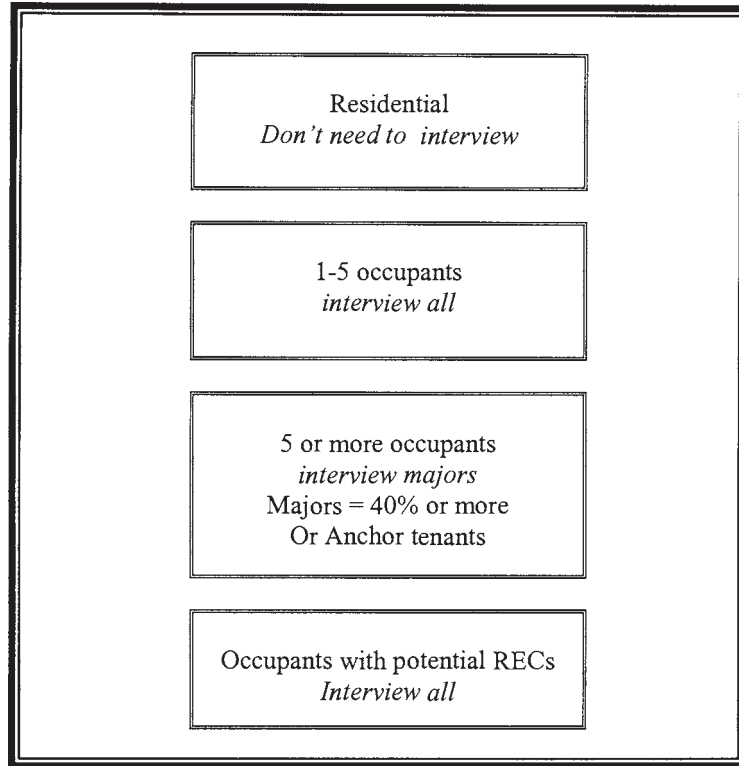 Residential
Don't need to interview
1-5 occupants
interview all
5 or more occupants
interview majors
Majors = 40% or more
Or Anchor tenants
Occupants with potential RECs
Interview all